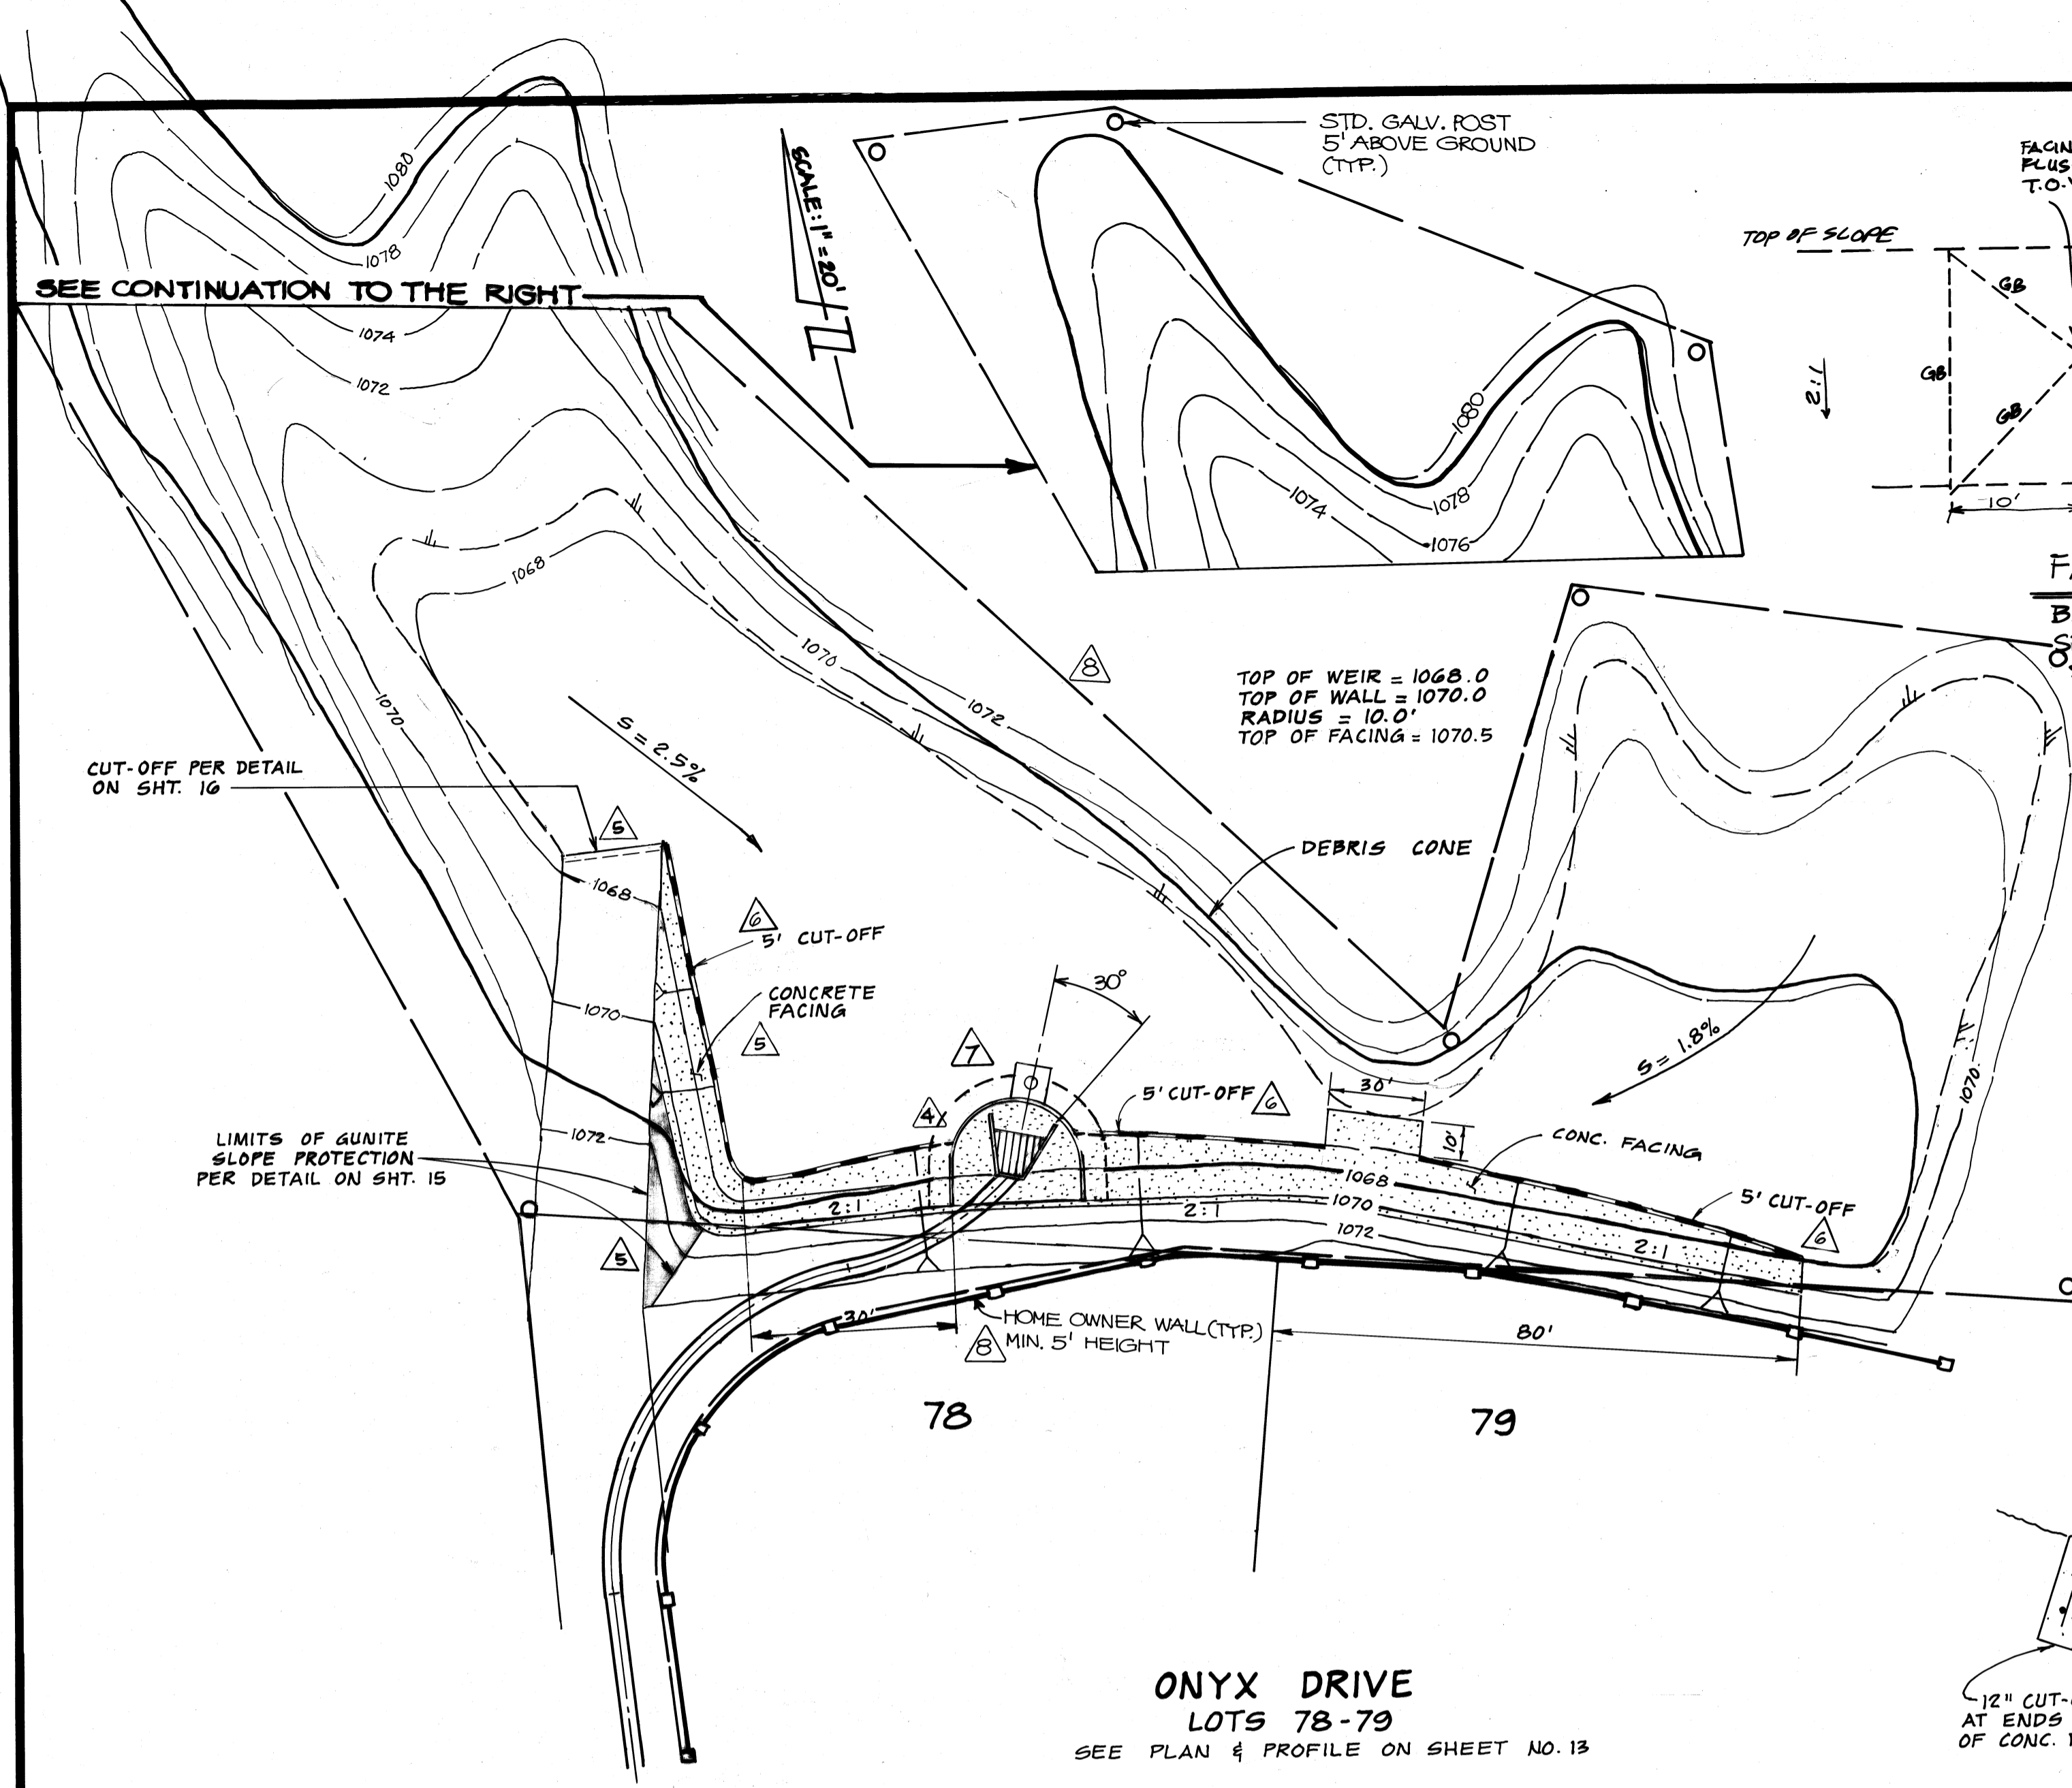 1080
1078
SEE CONTINUATION TO THE RIGHT
1074
1072
SCALE: 1" = 20'
STD. GALV. POST
5' ABOVE GROUND
(TYP.)
TOP OF SLOPE
T.O.
GB
GB
GB
2:1
10'
1080
1078
1074
1076
1068
1070
1070
1072
8
TOP OF WEIR = 1068.0
TOP OF WALL = 1070.0
RADIUS = 10.0'
TOP OF FACING = 1070.5
S = 2.5%
CUT-OFF PER DETAIL
ON SHT. 16
5
DEBRIS CONE
1068
6
5' CUT-OFF
CONCRETE
FACING
5
1070
30°
7
S = 1.8%
1070
4
5' CUT-OFF
6
30'
10'
CONC. FACING
1072
LIMITS OF GUNITE
SLOPE PROTECTION
PER DETAIL ON SHT. 15
1068
1070
1072
2:1
2:1
2:1
5' CUT-OFF
6
5
30'
HOME OWNER WALL (TYP.)
8
MIN. 5' HEIGHT
80'
78
79
ONYX DRIVE
LOTS 78-79
SEE PLAN & PROFILE ON SHEET NO. 13
12" CUT-
AT ENDS
OF CONC.